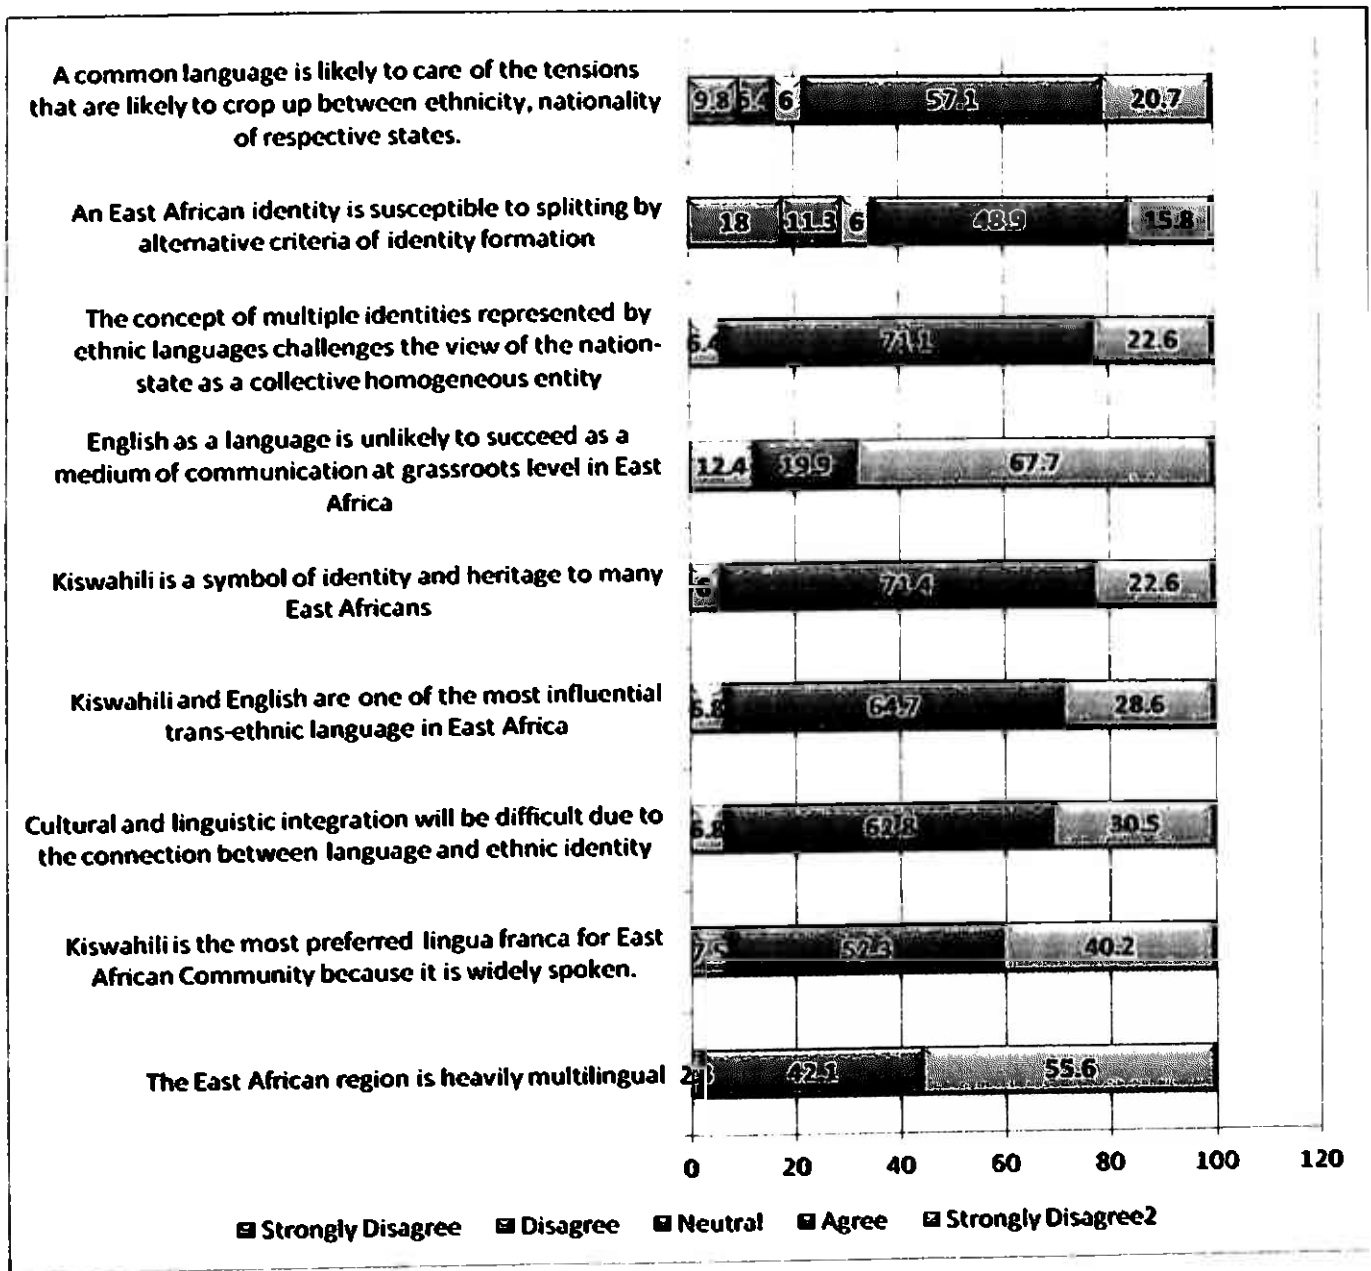 A common language is likely to care of the tensions
that are likely to crop up between ethnicity, nationality
of respective states.
9.8 6 57.1 20.7
An East African identity is susceptible to splitting by
alternative criteria of identity formation
18 11.3 6 48.9 15.8
The concept of multiple identities represented by
ethnic languages challenges the view of the nation-
state as a collective homogeneous entity
6.4 71.1 22.6
English as a language is unlikely to succeed as a
medium of communication at grassroots level in East
Africa
12.4 19.9 67.7
Kiswahili is a symbol of identity and heritage to many
East Africans
6 71.4 22.6
Kiswahili and English are one of the most influential
trans-ethnic language in East Africa
6.8 64.7 28.6
Cultural and linguistic integration will be difficult due to
the connection between language and ethnic identity
6.8 62.8 30.5
Kiswahili is the most preferred lingua franca for East
African Community because it is widely spoken.
7.5 52.3 40.2
The East African region is heavily multilingual
42.1 55.6
0 20 40 60 80 100 120
Strongly Disagree Disagree Neutral Agree Strongly Disagree2